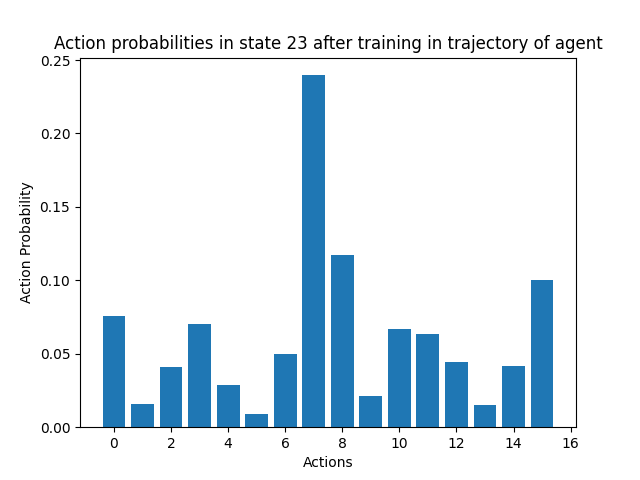 Action probabilities in state 23 after training in trajectory of agent
0.25
0.20
0.15
0.10
0.05
0.00
Action Probability
0 2 4 6 8 10 12 14 16
Actions